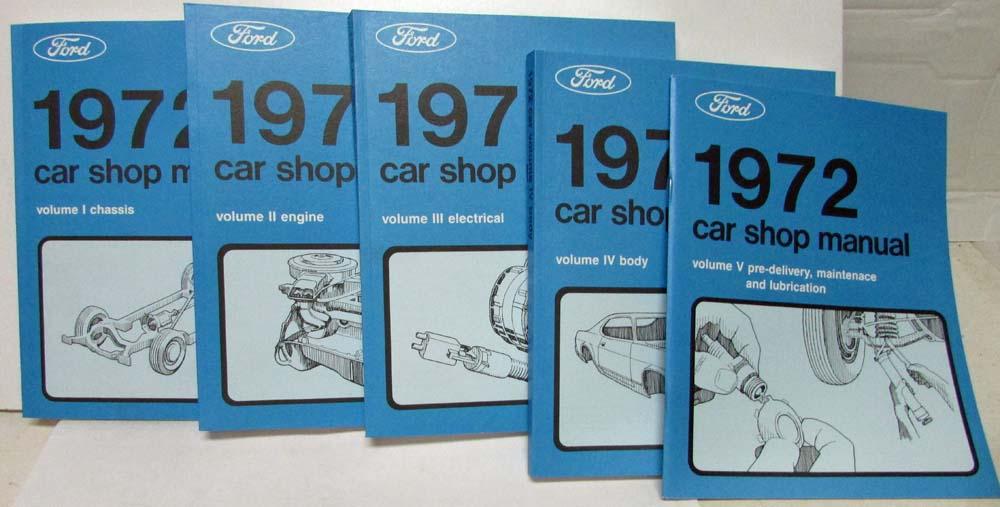 Ford
1972
car shop m
volume I chassis
Ford
197
car shop
volume II engine
Ford
197
car shop
volume III electrical
Ford
197
car sho
volume IV body
Ford
1972
car shop manual
volume V pre-delivery, maintenace
and lubrication